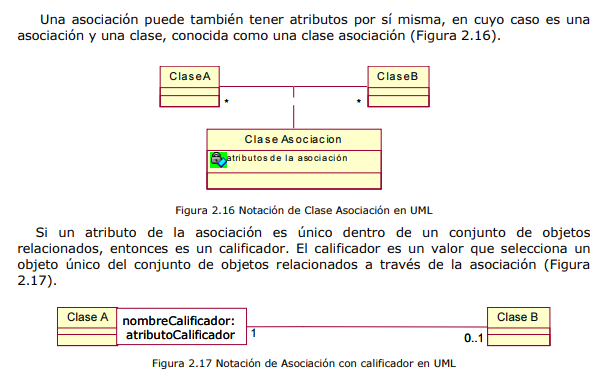 Una asociación puede también tener atributos por sí misma, en cuyo caso es una
asociación y una clase, conocida como una clase asociación (Figura 2.16).
ClaseA
ClaseB
*
*
Clase Asociacion
atributos de la asociación
Figura 2.16 Notación de Clase Asociación en UML
Si un atributo de la asociación es único dentro de un conjunto de objetos
relacionados, entonces es un calificador. El calificador es un valor que selecciona un
objeto único del conjunto de objetos relacionados a través de la asociación (Figura
2.17).
Clase A
nombreCalificador:
atributoCalificador
1
0..1
Clase B
Figura 2.17 Notación de Asociación con calificador en UML